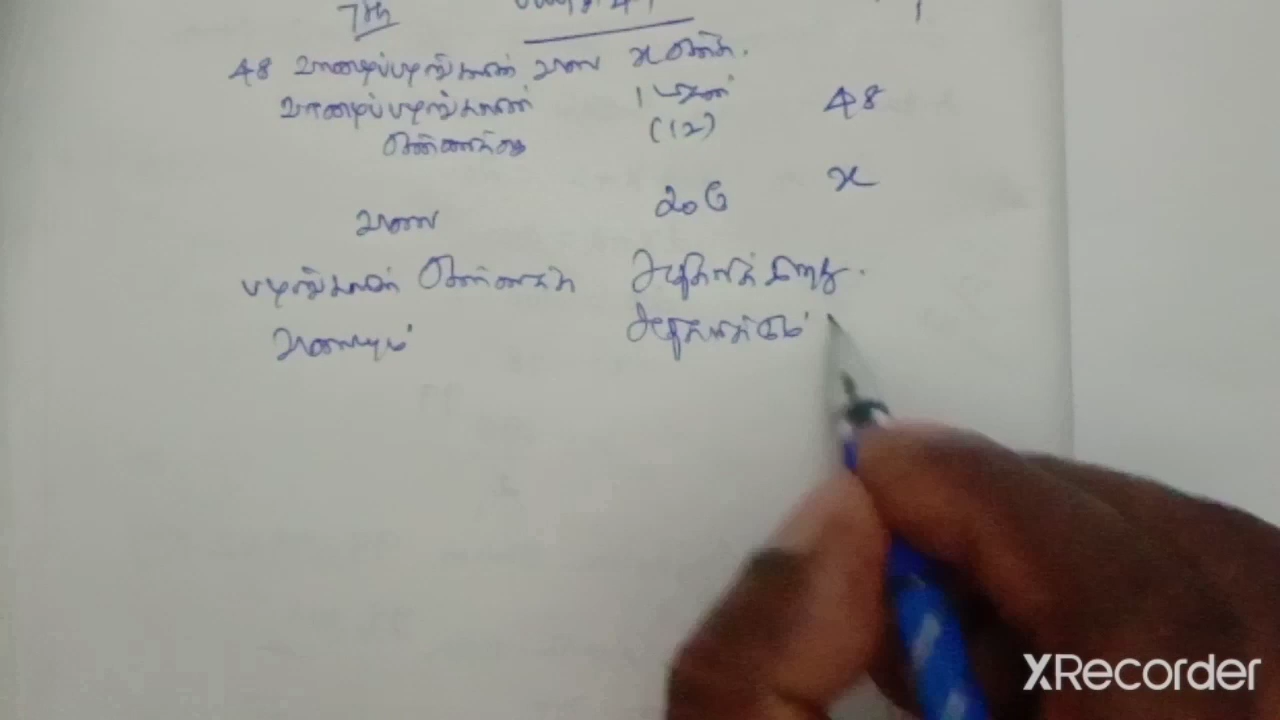 7th
48 வாழைப்பழங்களின் விலை x என்க.
வாழைப்பழங்களின் 1 டஜன் 48
எண்ணிக்கை (12)
விலை 20 ரூ x
பழங்களின் எண்ணிக்கை அதிகரிக்கிறது.
விலையும் அதிகரிக்கும்
XRecorder